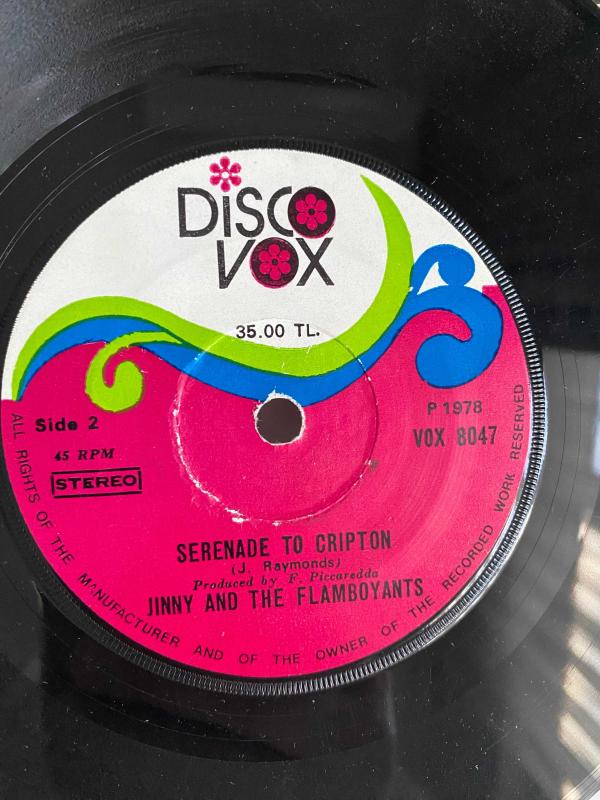 DiSCO
VOX
35.00 TL.
P 1978
Side 2
VOX 8047
45 RPM
STEREO
SERENADE TO CRIPTON
(J. Raymonds)
Produced by F. Piccaredda
JINNY AND THE FLAMBOYANTS
ALL RIGHTS OF THE MANUFACTURER AND OF THE OWNER OF THE RECORDED WORK RESERVED